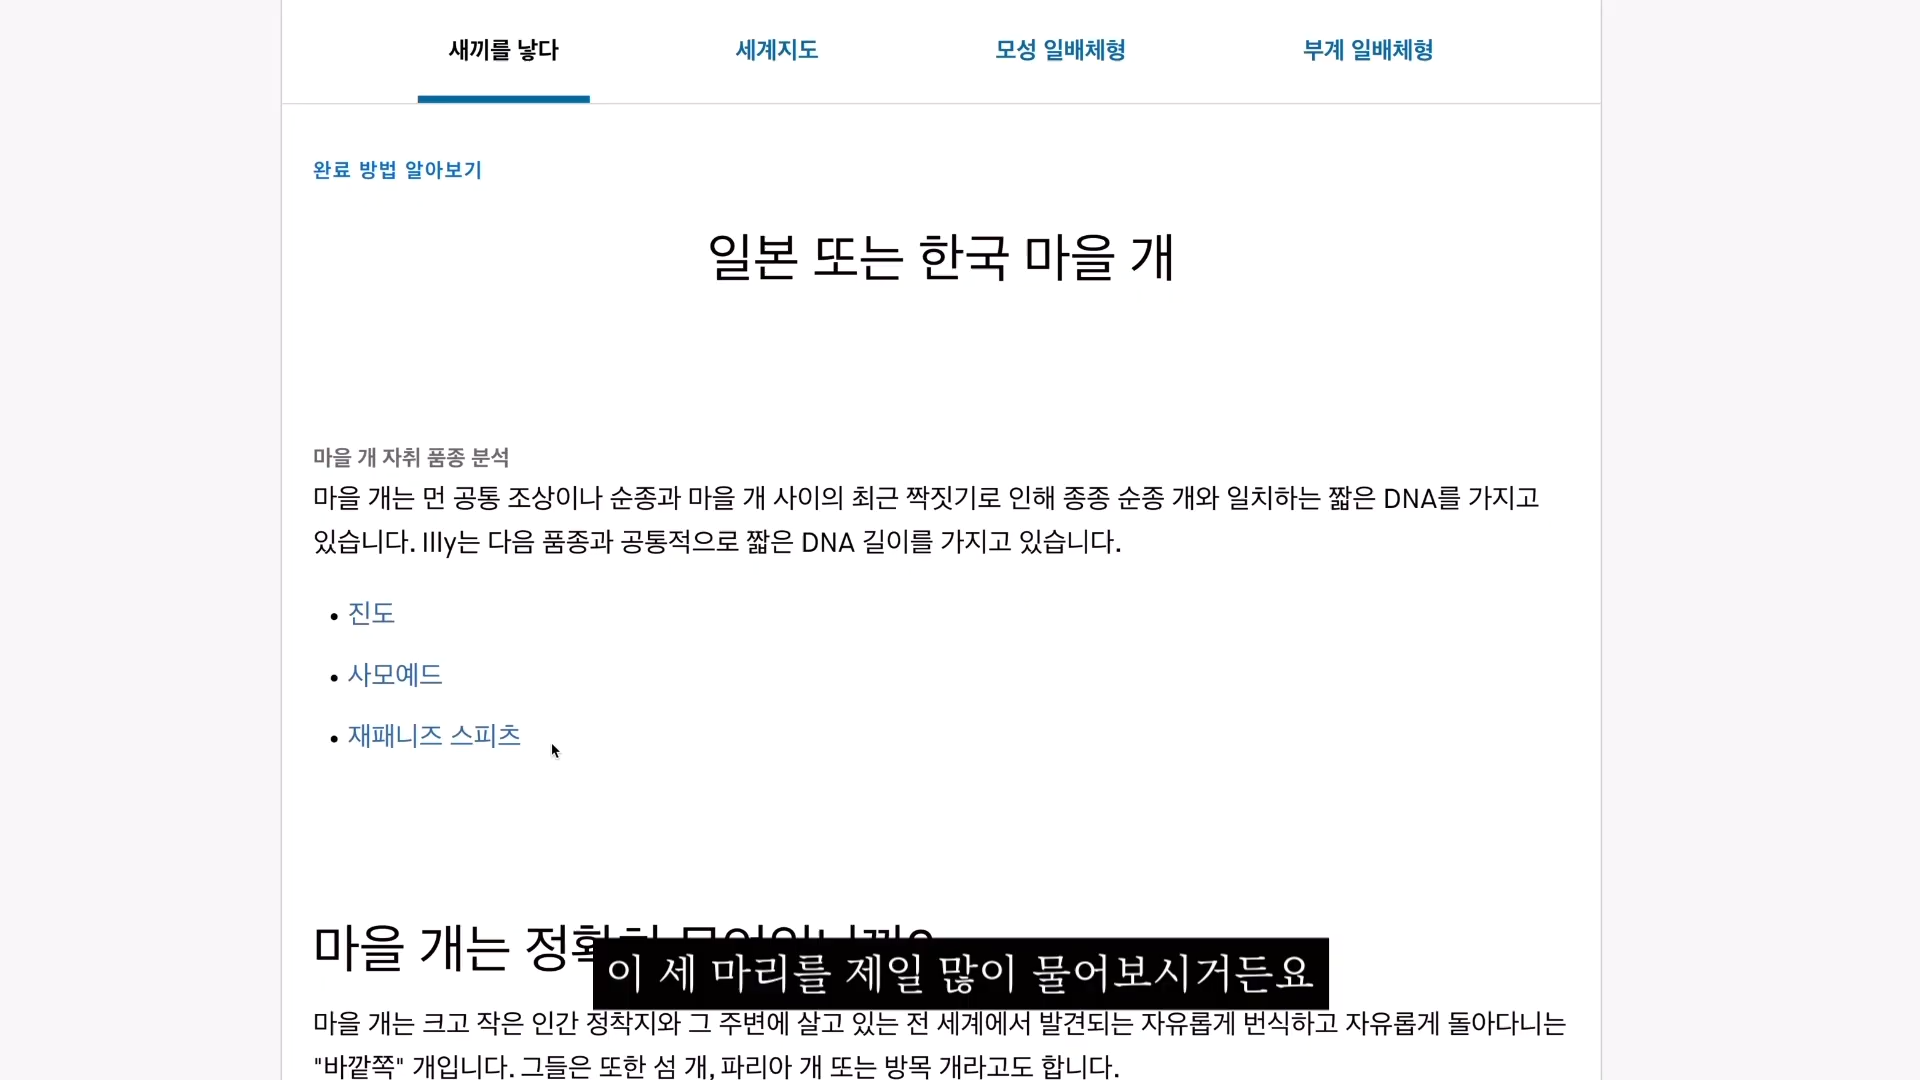 새끼를 낳다
세계지도
모성 일배체형
부계 일배체형
완료 방법 알아보기
일본 또는 한국 마을 개
마을 개 자취 품종 분석
마을 개는 먼 공통 조상이나 순종과 마을 개 사이의 최근 짝짓기로 인해 종종 순종 개와 일치하는 짧은 DNA를 가지고
있습니다. Illy는 다음 품종과 공통적으로 짧은 DNA 길이를 가지고 있습니다.
• 진도
• 사모예드
• 재패니즈 스피츠
마을 개는
이 세 마리를 제일 많이 물어보시거든요
마을 개는 크고 작은 인간 정착지와 그 주변에 살고 있는 전 세계에서 발견되는 자유롭게 번식하고 자유롭게 돌아다니는
"바깥쪽" 개입니다. 그들은 또한 섬 개, 파리아 개 또는 방목 개라고도 합니다.